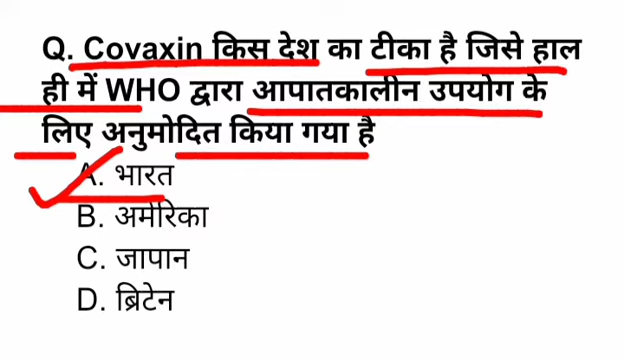 Q. Covaxin किस देश का टीका है जिसे हाल
ही में WHO द्वारा आपातकालीन उपयोग के
लिए अनुमोदित किया गया है
A. भारत
B. अमेरिका
C. जापान
D. ब्रिटेन